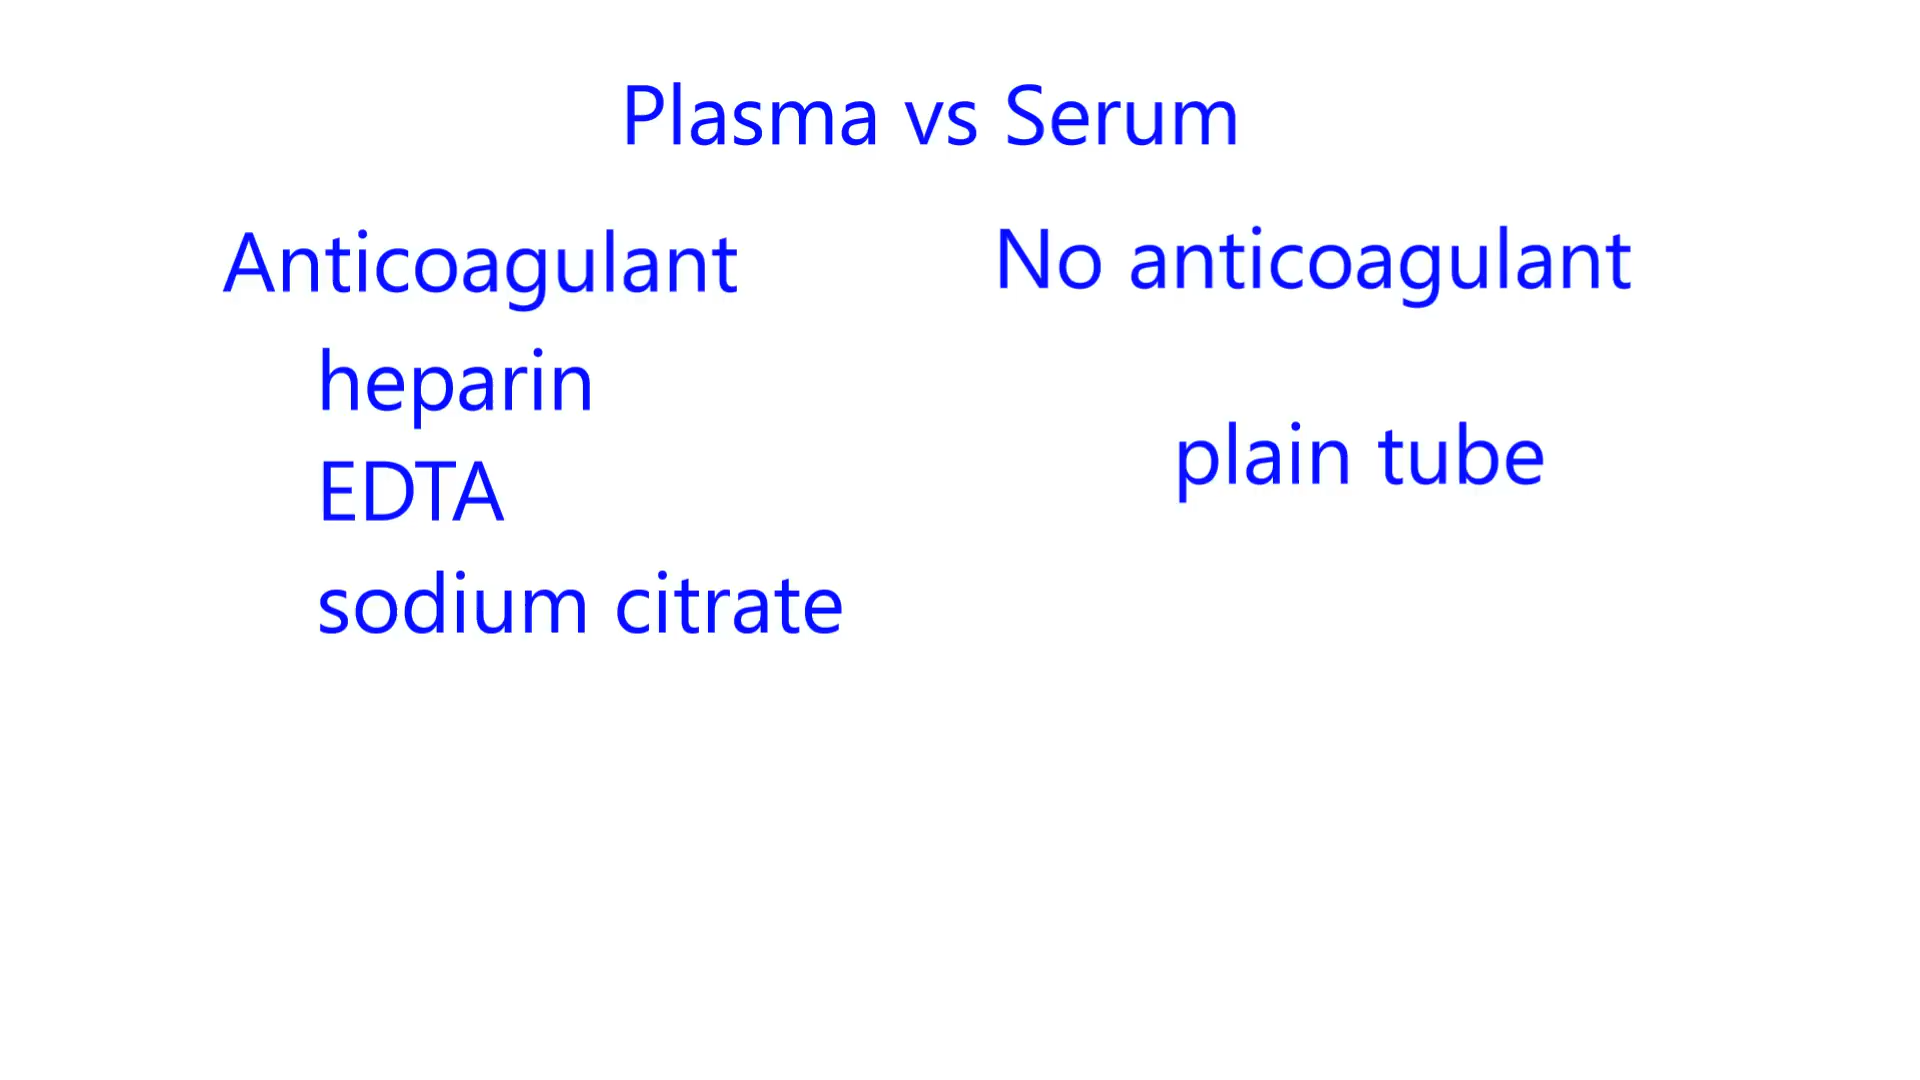 Plasma vs Serum
Anticoagulant
heparin
EDTA
sodium citrate
No anticoagulant
plain tube